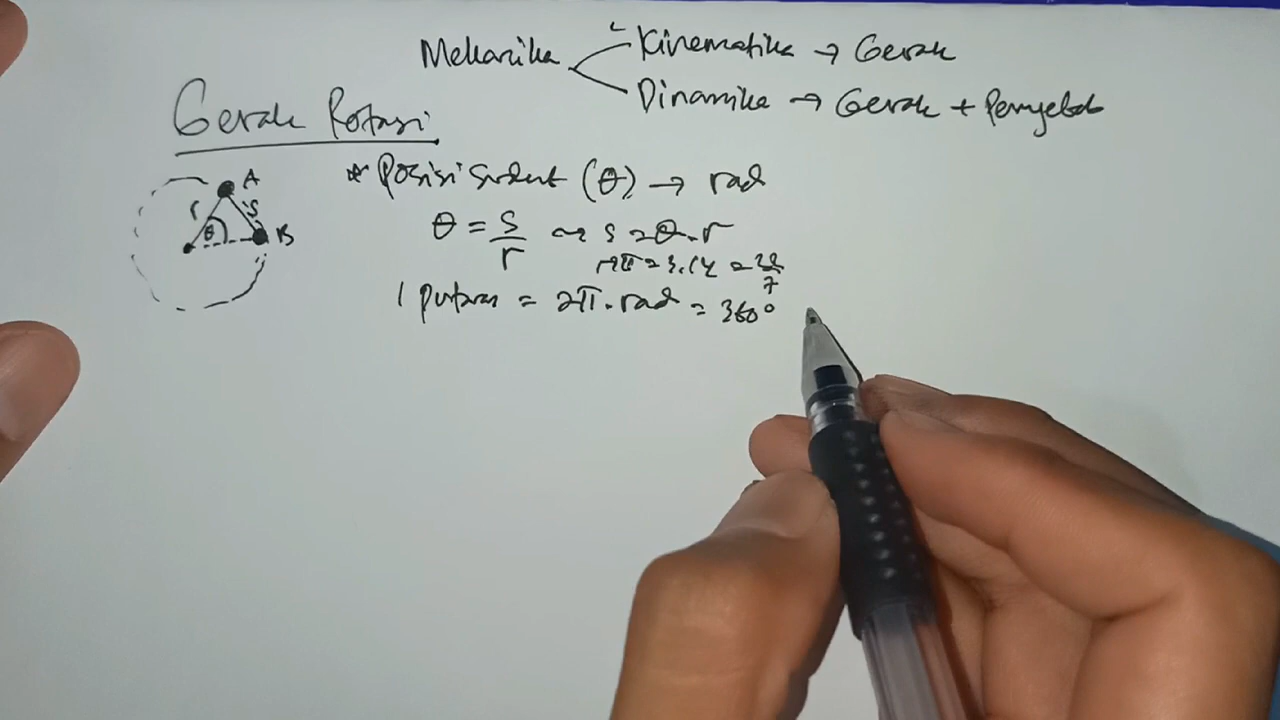 Mekanika
Kinematika → Gerak
Dinamika → Gerak + Penyebab
Gerak Rotasi
* Posisi sudut (θ) → rad
A
r
θ
S
B
θ = S/r → s = θ.r
→ π = 3.14 = 22/7
1 putaran = 2π.rad = 360°